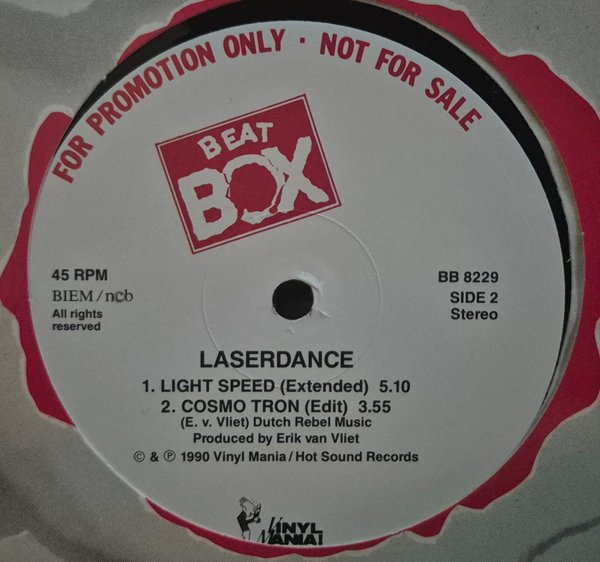 FOR PROMOTION ONLY · NOT FOR SALE
BEAT
BOX
45 RPM
BIEM / ncb
All rights
reserved
BB 8229
SIDE 2
Stereo
LASERDANCE
1. LIGHT SPEED (Extended) 5.10
2. COSMO TRON (Edit) 3.55
(E. v. Vliet) Dutch Rebel Music
Produced by Erik van Vliet
© & ℗ 1990 Vinyl Mania / Hot Sound Records
VINYL
MANIA!